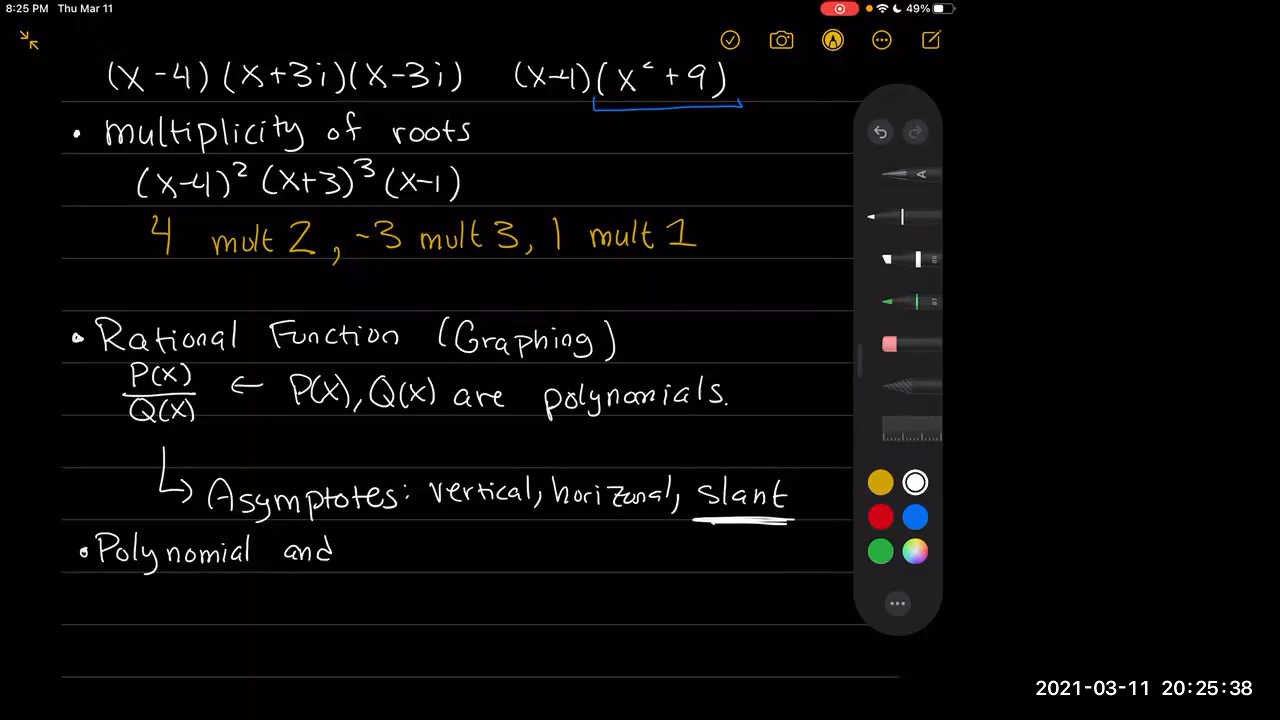 8:25 PM Thu Mar 11
49%
(x-4)(x+3i)(x-3i) (x-4)(x²+9)
• multiplicity of roots
(x-4)² (x+3)³ (x-1)
4 mult 2, -3 mult 3, 1 mult 1
• Rational Function (Graphing)
P(x)/Q(x) ← P(x), Q(x) are polynomials.
↳ Asymptotes: vertical, horizonal, slant
• Polynomial and
2021-03-11 20:25:38